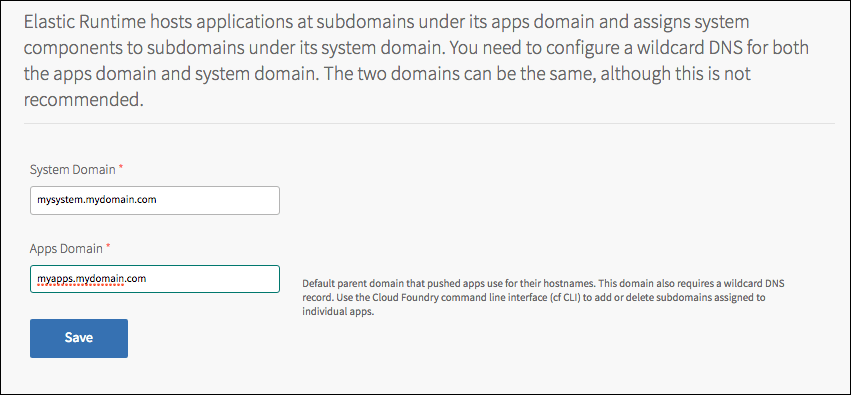 Elastic Runtime hosts applications at subdomains under its apps domain and assigns system
components to subdomains under its system domain. You need to configure a wildcard DNS for both
the apps domain and system domain. The two domains can be the same, although this is not
recommended.
System Domain *
mysystem.mydomain.com
Apps Domain *
myapps.mydomain.com
Default parent domain that pushed apps use for their hostnames. This domain also requires a wildcard DNS
record. Use the Cloud Foundry command line interface (cf CLI) to add or delete subdomains assigned to
individual apps.
Save